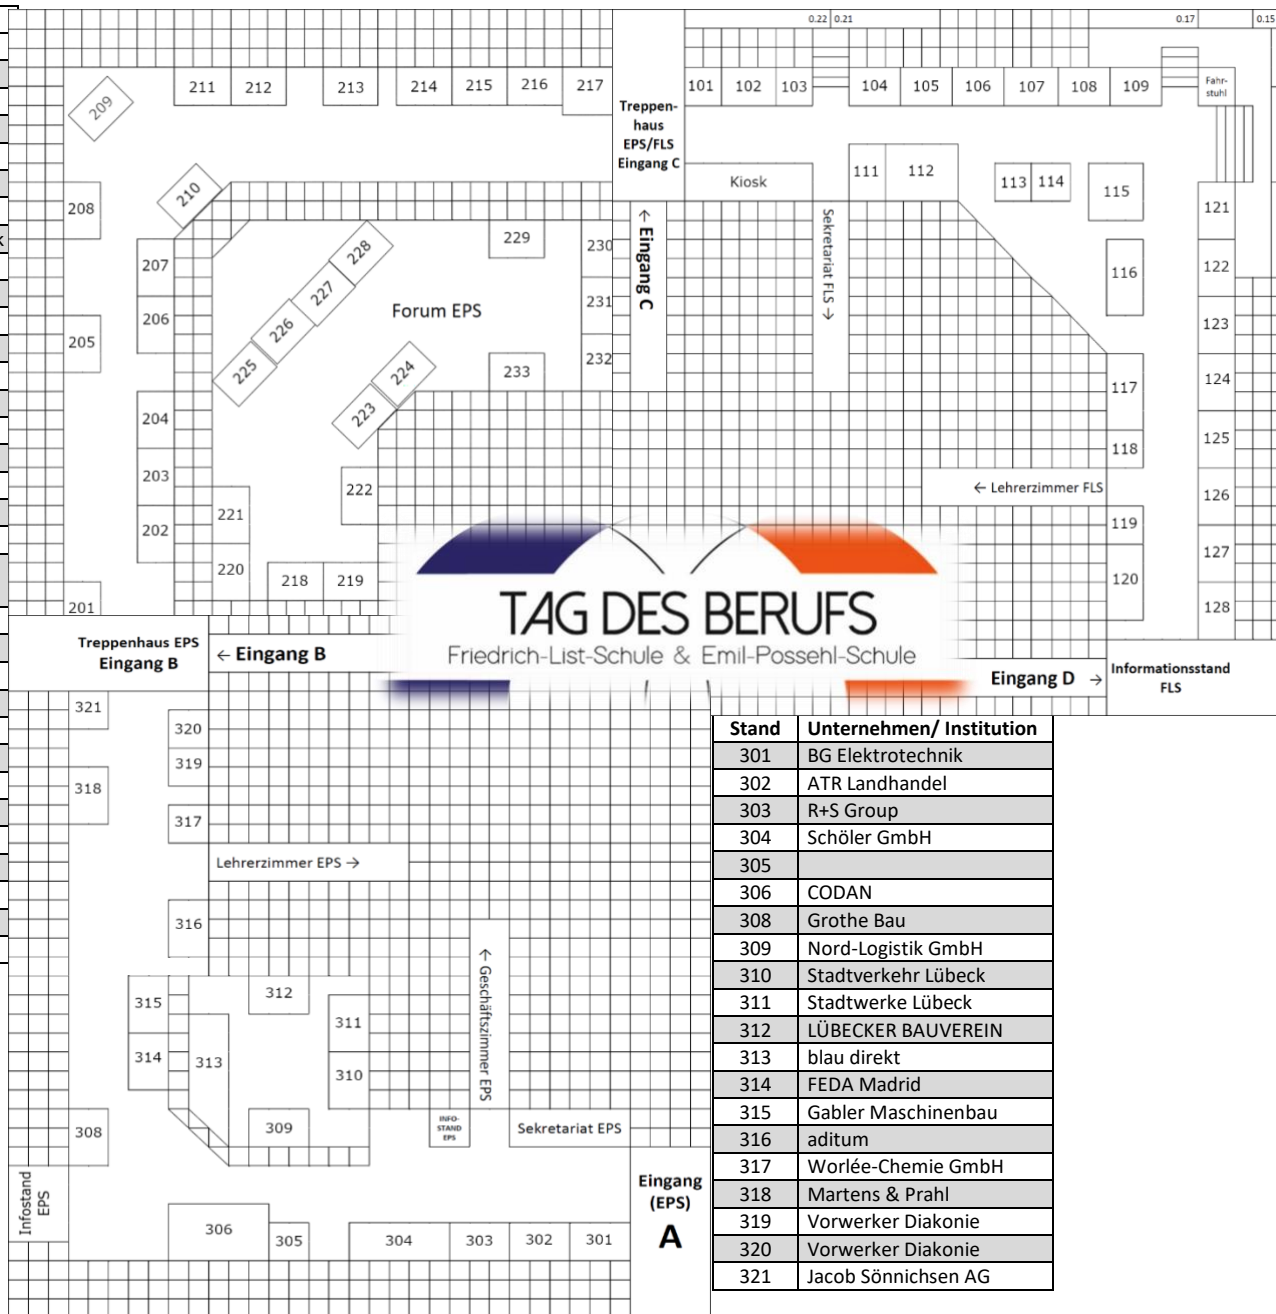 0.22
0.21
0.17
0.15
209
211
212
213
214
215
216
217
Treppen-
haus
EPS/FLS
Eingang C
101
102
103
104
105
106
107
108
109
Fahr-
stuhl
210
208
Kiosk
111
112
113
114
115
121
207
206
205
228
227
226
225
229
230
231
232
Forum EPS
224
223
233
← Eingang C
Sekretariat FLS →
116
122
123
124
117
118
125
← Lehrerzimmer FLS
126
204
203
202
201
222
221
220
218
219
119
120
127
128
TAG DES BERUFS
Friedrich-List-Schule & Emil-Possehl-Schule
Treppenhaus EPS
Eingang B
← Eingang B
Eingang D →
Informationsstand
FLS
321
320
319
318
317
Lehrerzimmer EPS →
316
315
314
313
312
311
310
← Geschäftszimmer EPS
308
309
INFO-
STAND
EPS
Sekretariat EPS
Infostand
EPS
306
305
304
303
302
301
Eingang
(EPS)
A
Stand Unternehmen/ Institution
301 BG Elektrotechnik
302 ATR Landhandel
303 R+S Group
304 Schöler GmbH
305
306 CODAN
308 Grothe Bau
309 Nord-Logistik GmbH
310 Stadtverkehr Lübeck
311 Stadtwerke Lübeck
312 LÜBECKER BAUVEREIN
313 blau direkt
314 FEDA Madrid
315 Gabler Maschinenbau
316 aditum
317 Worlée-Chemie GmbH
318 Martens & Prahl
319 Vorwerker Diakonie
320 Vorwerker Diakonie
321 Jacob Sönnichsen AG